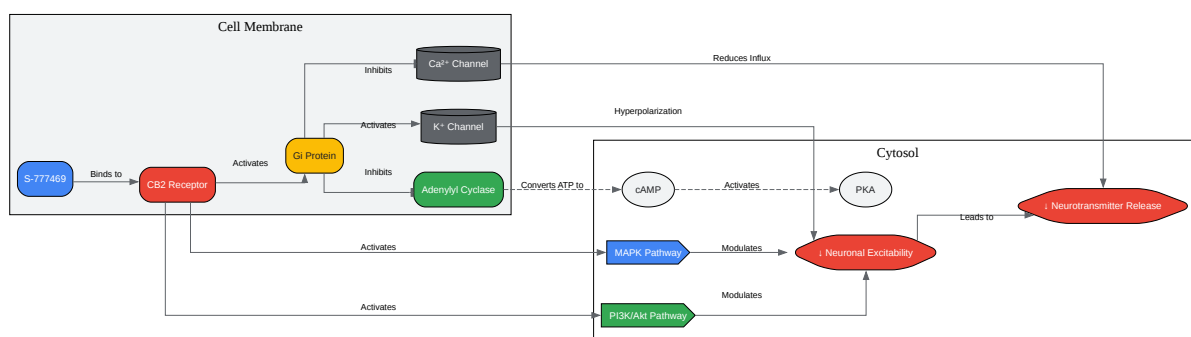 Cell Membrane
Ca²⁺ Channel
Reduces Influx
Inhibits
K⁺ Channel
Hyperpolarization
Activates
Cytosol
Gi Protein
Activates
Inhibits
S-777469
Binds to
CB2 Receptor
Adenylyl Cyclase
Converts ATP to
cAMP
Activates
PKA
↓ Neurotransmitter Release
Leads to
Activates
MAPK Pathway
Modulates
↓ Neuronal Excitability
Activates
PI3K/Akt Pathway
Modulates